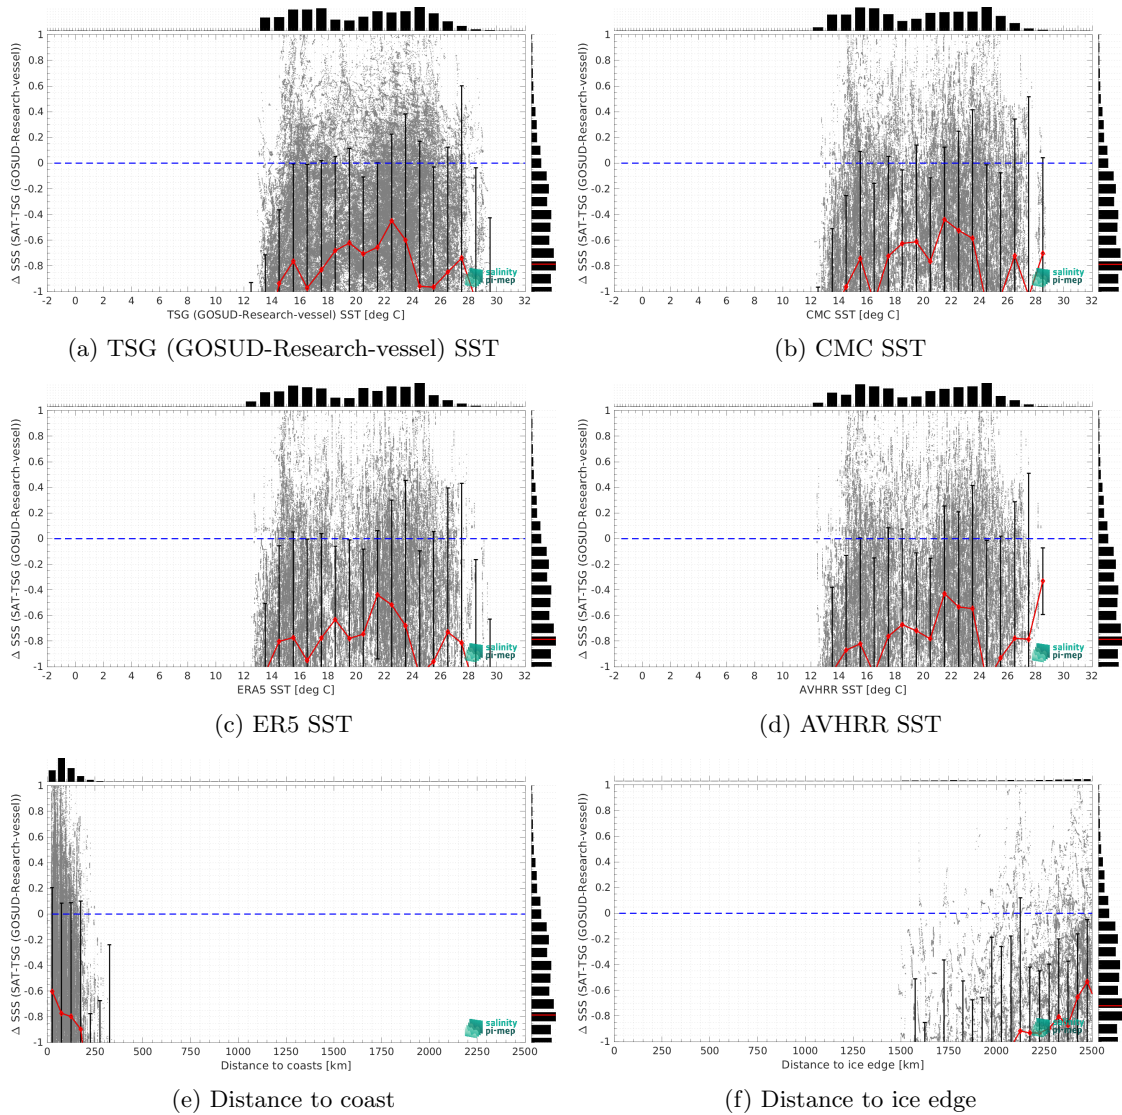 1
0.8
0.6
0.4
0.2
0
-0.2
-0.4
-0.6
-0.8
-1
Δ SSS (SAT-TSG (GOSUD-Research-vessel))
salinity
pi-mep
-2 0 2 4 6 8 10 12 14 16 18 20 22 24 26 28 30 32
TSG (GOSUD-Research-vessel) SST [deg C]
(a) TSG (GOSUD-Research-vessel) SST
1
0.8
0.6
0.4
0.2
0
-0.2
-0.4
-0.6
-0.8
-1
Δ SSS (SAT-TSG (GOSUD-Research-vessel))
salinity
pi-mep
-2 0 2 4 6 8 10 12 14 16 18 20 22 24 26 28 30 32
CMC SST [deg C]
(b) CMC SST
1
0.8
0.6
0.4
0.2
0
-0.2
-0.4
-0.6
-0.8
-1
Δ SSS (SAT-TSG (GOSUD-Research-vessel))
salinity
pi-mep
-2 0 2 4 6 8 10 12 14 16 18 20 22 24 26 28 30 32
ERA5 SST [deg C]
(c) ER5 SST
1
0.8
0.6
0.4
0.2
0
-0.2
-0.4
-0.6
-0.8
-1
Δ SSS (SAT-TSG (GOSUD-Research-vessel))
salinity
pi-mep
-2 0 2 4 6 8 10 12 14 16 18 20 22 24 26 28 30 32
AVHRR SST [deg C]
(d) AVHRR SST
1
0.8
0.6
0.4
0.2
0
-0.2
-0.4
-0.6
-0.8
-1
Δ SSS (SAT-TSG (GOSUD-Research-vessel))
salinity
pi-mep
0 250 500 750 1000 1250 1500 1750 2000 2250 2500
Distance to coasts [km]
(e) Distance to coast
1
0.8
0.6
0.4
0.2
0
-0.2
-0.4
-0.6
-0.8
-1
Δ SSS (SAT-TSG (GOSUD-Research-vessel))
salinity
pi-mep
0 250 500 750 1000 1250 1500 1750 2000 2250 2500
Distance to ice edge [km]
(f) Distance to ice edge